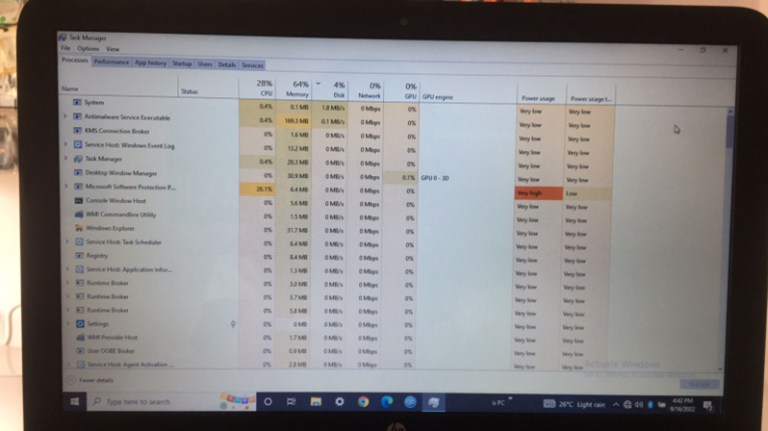 Task Manager
File Options View
Processes Performance App history Startup Users Details Services
28% 64% 4% 0% 0%
Name Status CPU Memory Disk Network GPU GPU engine Power usage Power usage t...
System 0.4% 0.1 MB 1.8 MB/s 0 Mbps 0% Very low Very low
Antimalware Service Executable 0.4% 169.3 MB 0.1 MB/s 0 Mbps 0% Very low Very low
KMS Connection Broker 0% 1.6 MB 0 MB/s 0 Mbps 0% Very low Very low
Service Host: Windows Event Log 0% 13.2 MB 0 MB/s 0 Mbps 0% Very low Very low
Task Manager 0.4% 20.3 MB 0 MB/s 0 Mbps 0% Very low Very low
Desktop Window Manager 0% 30.9 MB 0 MB/s 0 Mbps 0.1% GPU 0 - 3D Very low Very low
Microsoft Software Protection P... 26.1% 6.4 MB 0 MB/s 0 Mbps 0% Very high Low
Console Window Host 0% 5.6 MB 0 MB/s 0 Mbps 0% Very low Very low
WMI Commandline Utility 0% 1.5 MB 0 MB/s 0 Mbps 0% Very low Very low
Windows Explorer 0% 31.7 MB 0 MB/s 0 Mbps 0% Very low Very low
Service Host: Task Scheduler 0% 6.4 MB 0 MB/s 0 Mbps 0% Very low Very low
Registry 0% 8.4 MB 0 MB/s 0 Mbps 0% Very low Very low
Service Host: Application Infor... 0% 1.3 MB 0 MB/s 0 Mbps 0% Very low Very low
Runtime Broker 0% 3.0 MB 0 MB/s 0 Mbps 0% Very low Very low
Runtime Broker 0% 3.7 MB 0 MB/s 0 Mbps 0% Very low Very low
Runtime Broker 0% 5.8 MB 0 MB/s 0 Mbps 0% Very low Very low
Settings 0% 0 MB 0 MB/s 0 Mbps 0% Very low Very low
WMI Provider Host 0% 1.7 MB 0 MB/s 0 Mbps 0% Very low Very low
User OOBE Broker 0% 0.9 MB 0 MB/s 0 Mbps 0% Very low Very low
Service Host: Agent Activation ... 0% 2.8 MB 0 MB/s 0 Mbps 0% Very low Very low
Activate Windows
Fewer details
Type here to search 26°C Light rain 4:42 PM
9/16/2022
hp